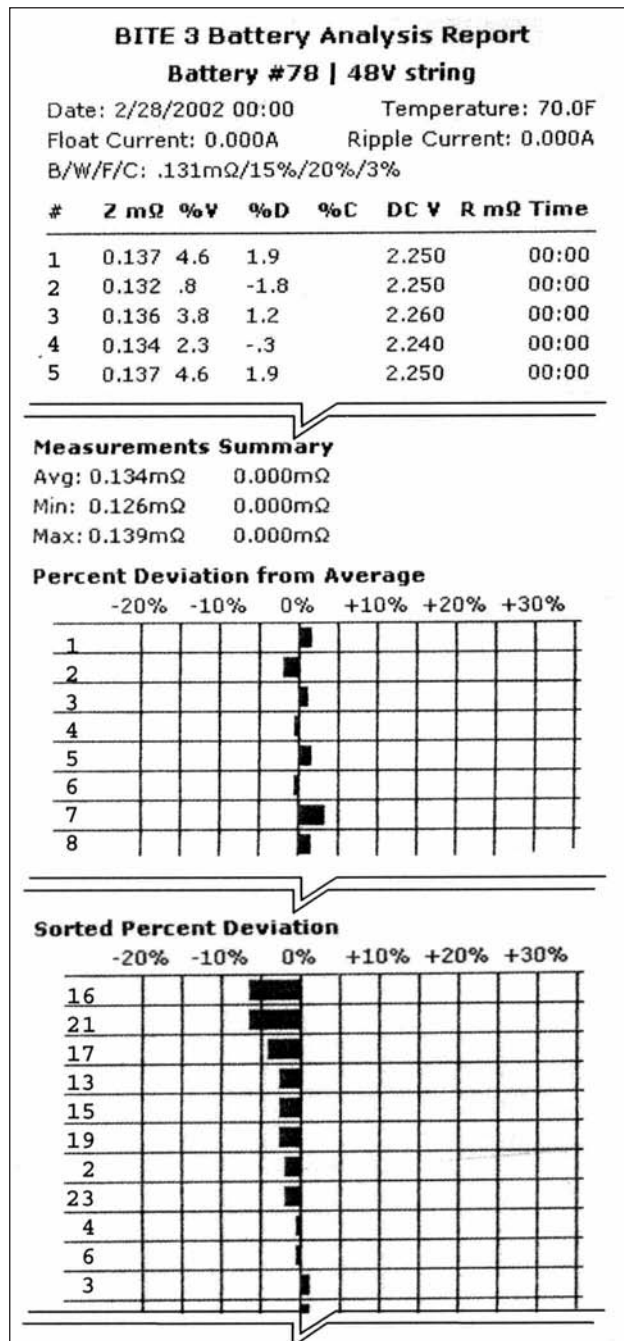 BITE 3 Battery Analysis Report
Battery #78 | 48V string
Date: 2/28/2002 00:00 Temperature: 70.0F
Float Current: 0.000A Ripple Current: 0.000A
B/W/F/C: .131mΩ/15%/20%/3%
# Z mΩ %V %D %C DC V R mΩ Time
1 0.137 4.6 1.9 2.250 00:00
2 0.132 .8 -1.8 2.250 00:00
3 0.136 3.8 1.2 2.260 00:00
4 0.134 2.3 -.3 2.240 00:00
5 0.137 4.6 1.9 2.250 00:00
Measurements Summary
Avg: 0.134mΩ 0.000mΩ
Min: 0.126mΩ 0.000mΩ
Max: 0.139mΩ 0.000mΩ
Percent Deviation from Average
-20% -10% 0% +10% +20% +30%
1
2
3
4
5
6
7
8
Sorted Percent Deviation
-20% -10% 0% +10% +20% +30%
16
21
17
13
15
19
2
23
4
6
3